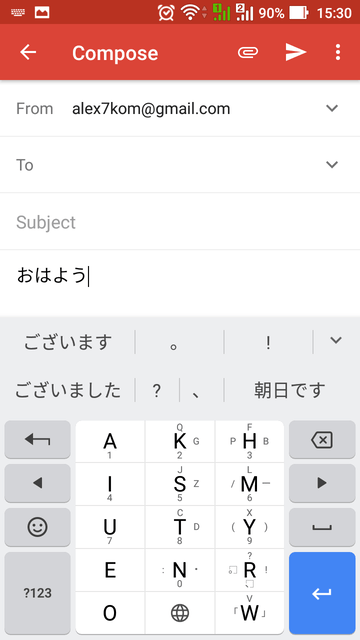 90% 15:30
Compose
From alex7kom@gmail.com
To
Subject
おはよう
ございます 。 !
ございました ? 、 朝日です
Q F
A K G P H B
1 2 3
J L
I S Z / M ー
4 5 6
C X
U T D ( Y )
7 8 9
?
E : N ・ R !
0
V
?123 O 「 W 」